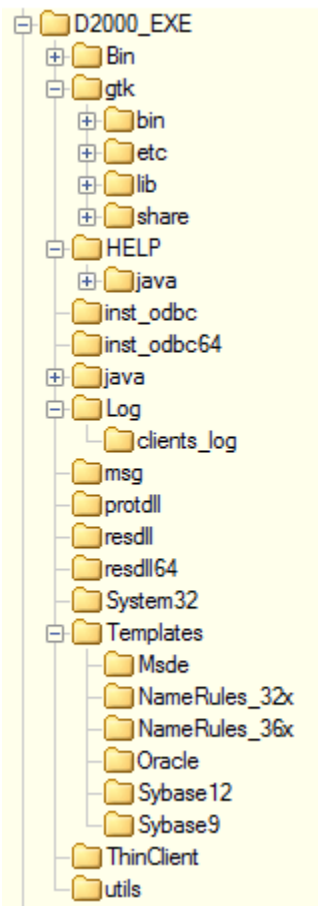 D2000_EXE
Bin
gtk
bin
etc
lib
share
HELP
java
inst_odbc
inst_odbc64
java
Log
clients_log
msg
protdll
resdll
resdll64
System32
Templates
Msde
NameRules_32x
NameRules_36x
Oracle
Sybase12
Sybase9
ThinClient
utils